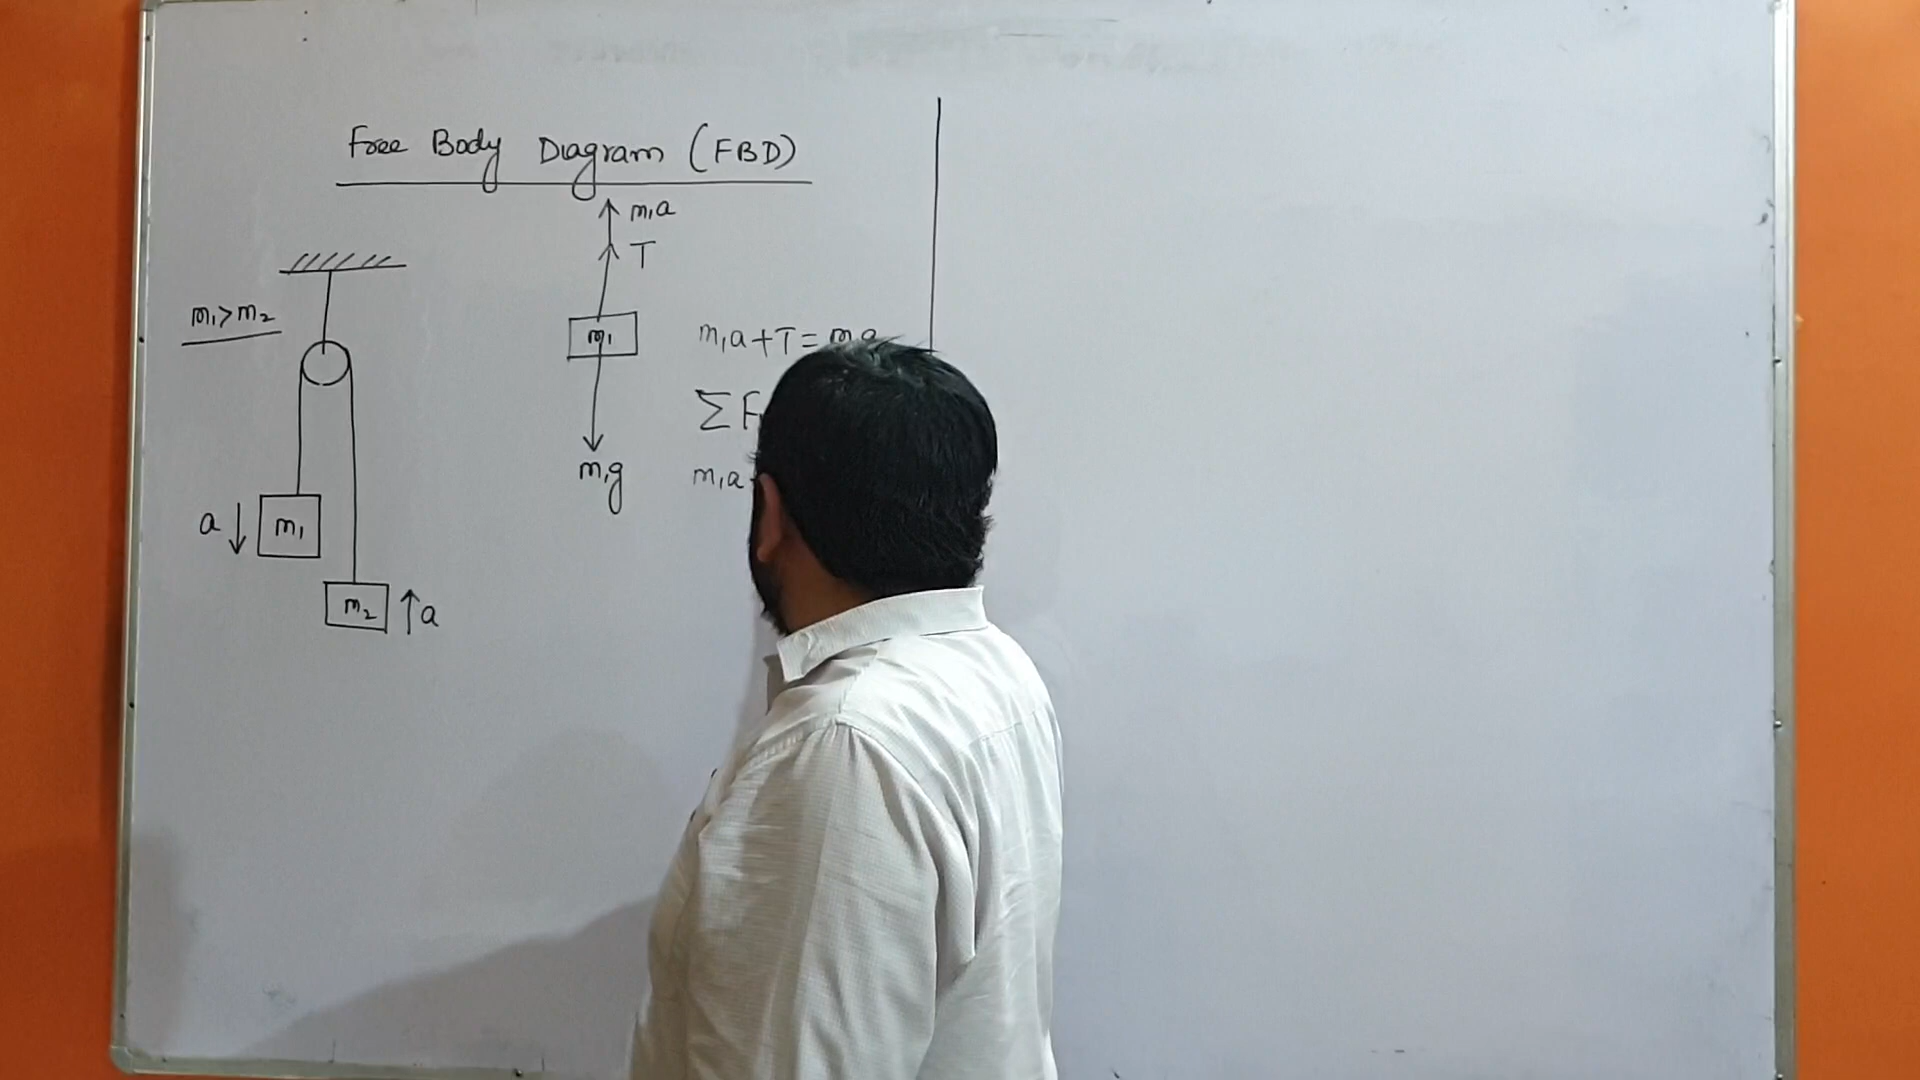 Free Body Diagram (FBD)
m₁a
T
m₁>m₂
m₁
m₁a+T=
ΣF
m₁g
m₁a
a
m₁
m₂
a